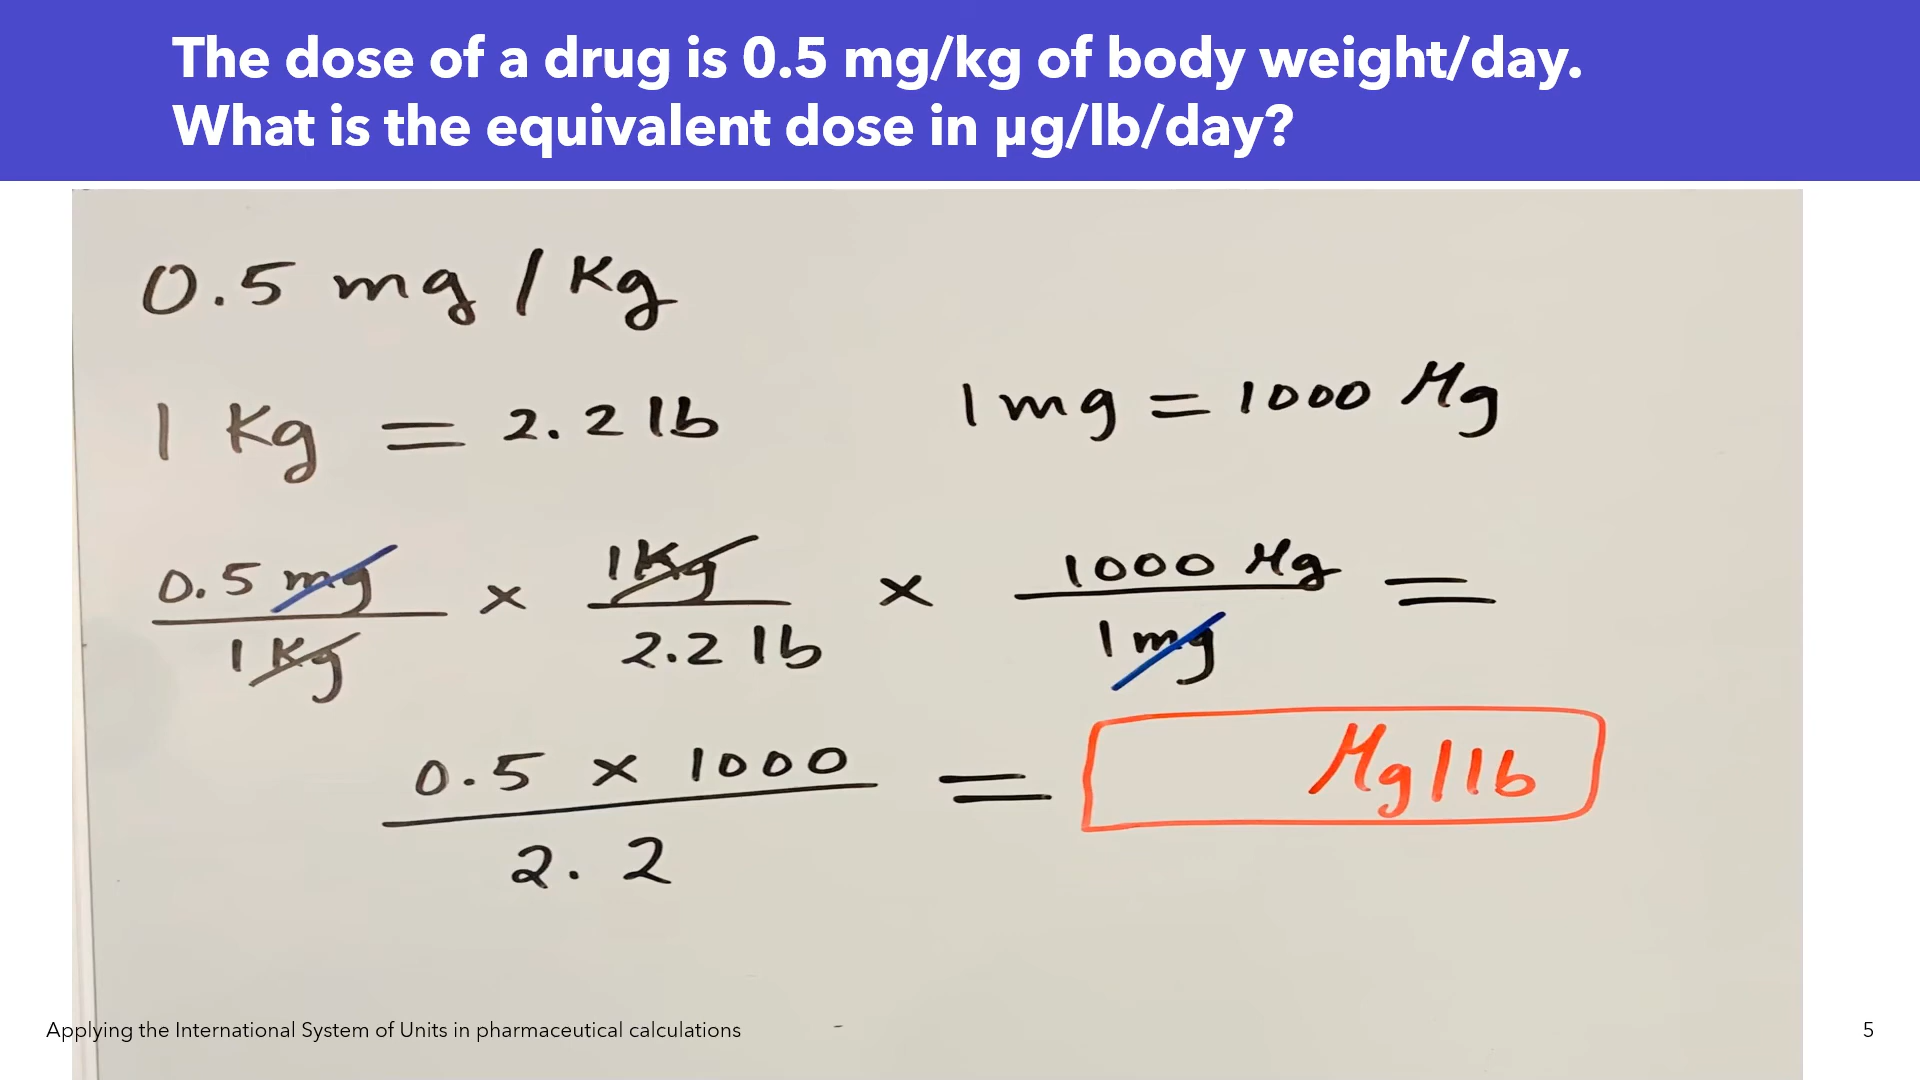 The dose of a drug is 0.5 mg/kg of body weight/day.
What is the equivalent dose in µg/lb/day?
0.5 mg / Kg
1 Kg = 2.2 lb
1 mg = 1000 µg
0.5 mg / 1 Kg × 1 Kg / 2.2 lb × 1000 µg / 1 mg =
0.5 × 1000 / 2.2 = µg/lb
Applying the International System of Units in pharmaceutical calculations
5